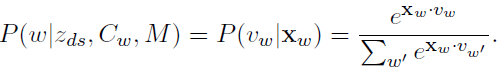 P(w|z_{ds}, C_w, M) = P(v_w|\mathbf{x}_w) = \frac{e^{\mathbf{x}_w \cdot v_w}}{\sum_{w'} e^{\mathbf{x}_w \cdot v_{w'}}}.